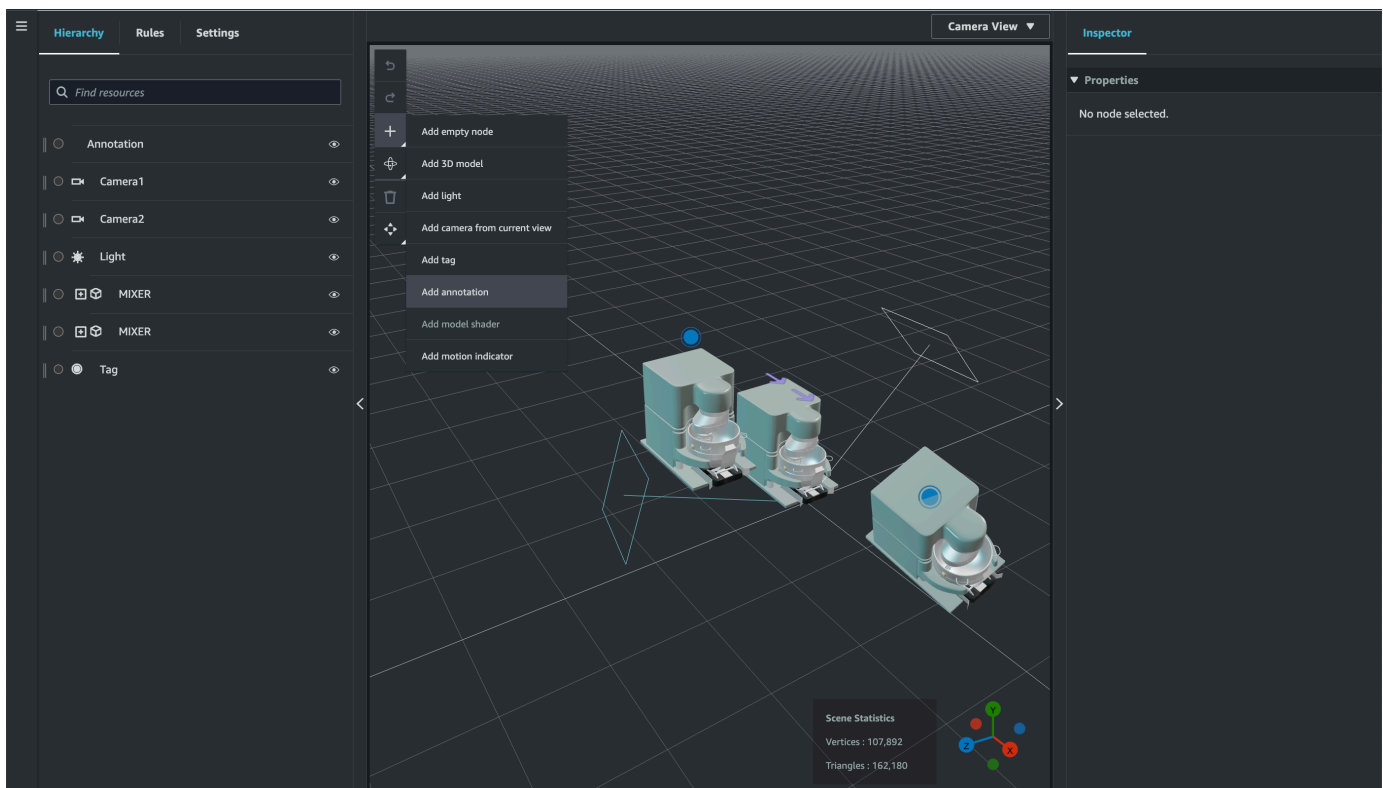 Hierarchy
Rules
Settings
Find resources
Annotation
Camera1
Camera2
Light
MIXER
MIXER
Tag
Camera View
Add empty node
Add 3D model
Add light
Add camera from current view
Add tag
Add annotation
Add model shader
Add motion indicator
Scene Statistics
Vertices : 107,892
Triangles : 162,180
Y
Z
X
Inspector
Properties
No node selected.